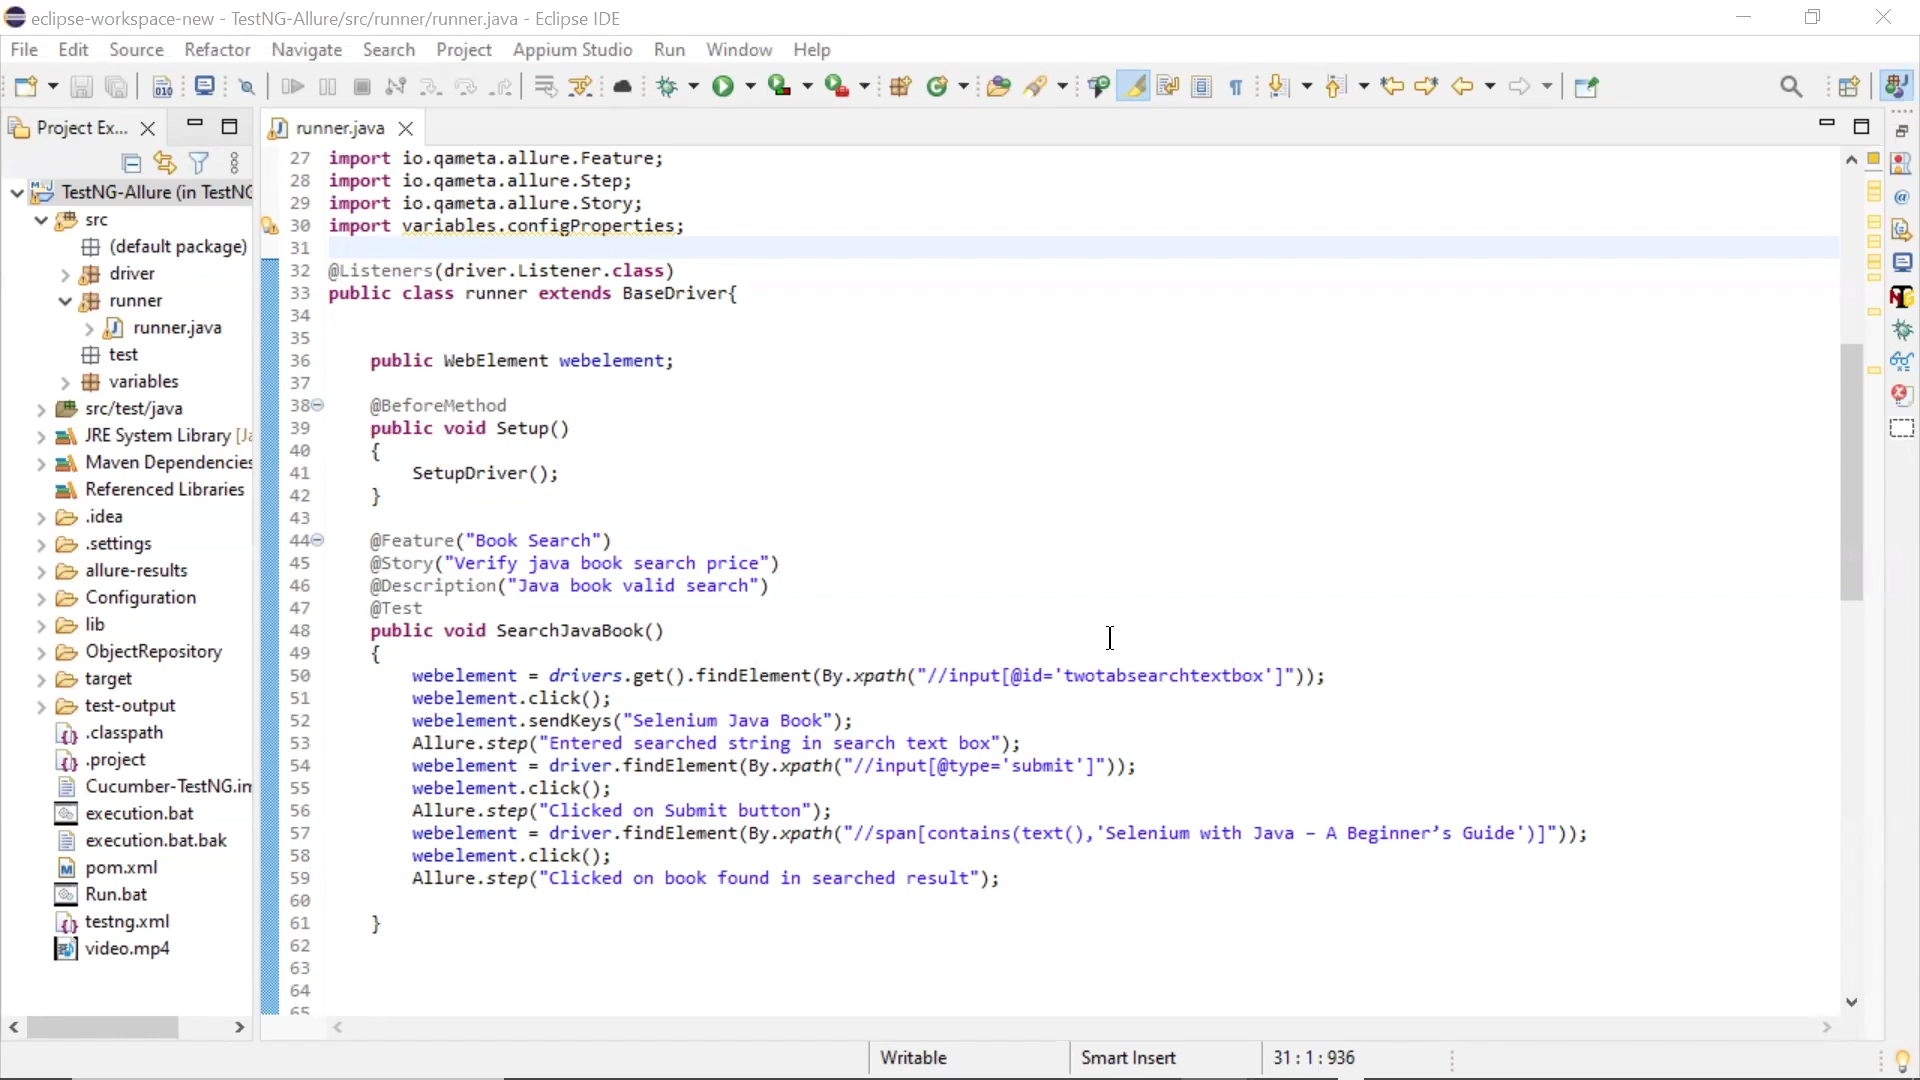 eclipse-workspace-new - TestNG-Allure/src/runner/runner.java - Eclipse IDE
File Edit Source Refactor Navigate Search Project Appium Studio Run Window Help
Project Ex...
TestNG-Allure (in TestNG
src
(default package)
driver
runner
runner.java
test
variables
src/test/java
JRE System Library [Ja
Maven Dependencies
Referenced Libraries
.idea
.settings
allure-results
Configuration
lib
ObjectRepository
target
test-output
.classpath
.project
Cucumber-TestNG.im
execution.bat
execution.bat.bak
pom.xml
Run.bat
testng.xml
video.mp4
runner.java
27 import io.qameta.allure.Feature;
28 import io.qameta.allure.Step;
29 import io.qameta.allure.Story;
30 import variables.configProperties;
31
32 @Listeners(driver.Listener.class)
33 public class runner extends BaseDriver{
34
35
36 public WebElement webelement;
37
38 @BeforeMethod
39 public void Setup()
40 {
41 SetupDriver();
42 }
43
44 @Feature("Book Search")
45 @Story("Verify java book search price")
46 @Description("Java book valid search")
47 @Test
48 public void SearchJavaBook()
49 {
50 webelement = drivers.get().findElement(By.xpath("//input[@id='twotabsearchtextbox']"));
51 webelement.click();
52 webelement.sendKeys("Selenium Java Book");
53 Allure.step("Entered searched string in search text box");
54 webelement = driver.findElement(By.xpath("//input[@type='submit']"));
55 webelement.click();
56 Allure.step("Clicked on Submit button");
57 webelement = driver.findElement(By.xpath("//span[contains(text(),'Selenium with Java – A Beginner’s Guide')]"));
58 webelement.click();
59 Allure.step("Clicked on book found in searched result");
60
61 }
62
63
64
65
Writable Smart Insert 31 : 1 : 936